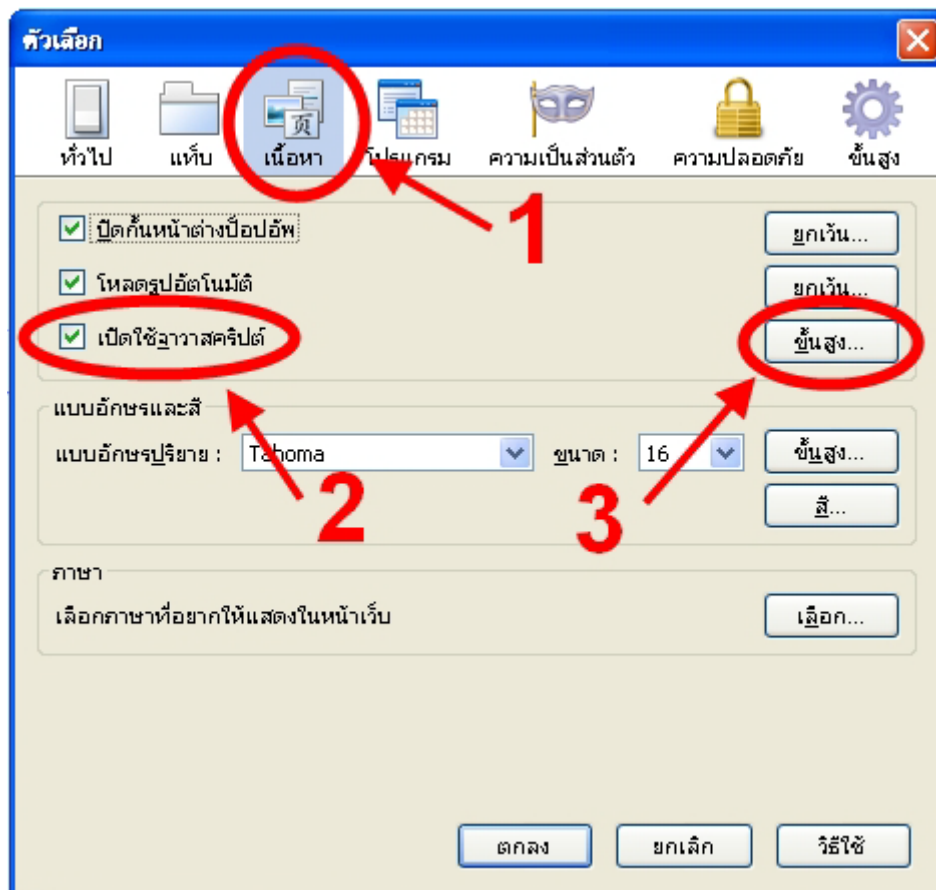 ตัวเลือก
页
ทั่วไป แท็บ เนื้อหา โปรแกรม ความเป็นส่วนตัว ความปลอดภัย ขั้นสูง
1
ปิดกั้นหน้าต่างป็อปอัพ ยกเว้น...
โหลดรูปอัตโนมัติ ยกเว้น...
เปิดใช้จาวาสคริปต์ ขั้นสูง...
แบบอักษรและสี
แบบอักษรปริยาย : Tahoma ขนาด : 16 ขั้นสูง...
2 3 สี...
ภาษา
เลือกภาษาที่อยากให้แสดงในหน้าเว็บ เลือก...
ตกลง ยกเลิก วิธีใช้